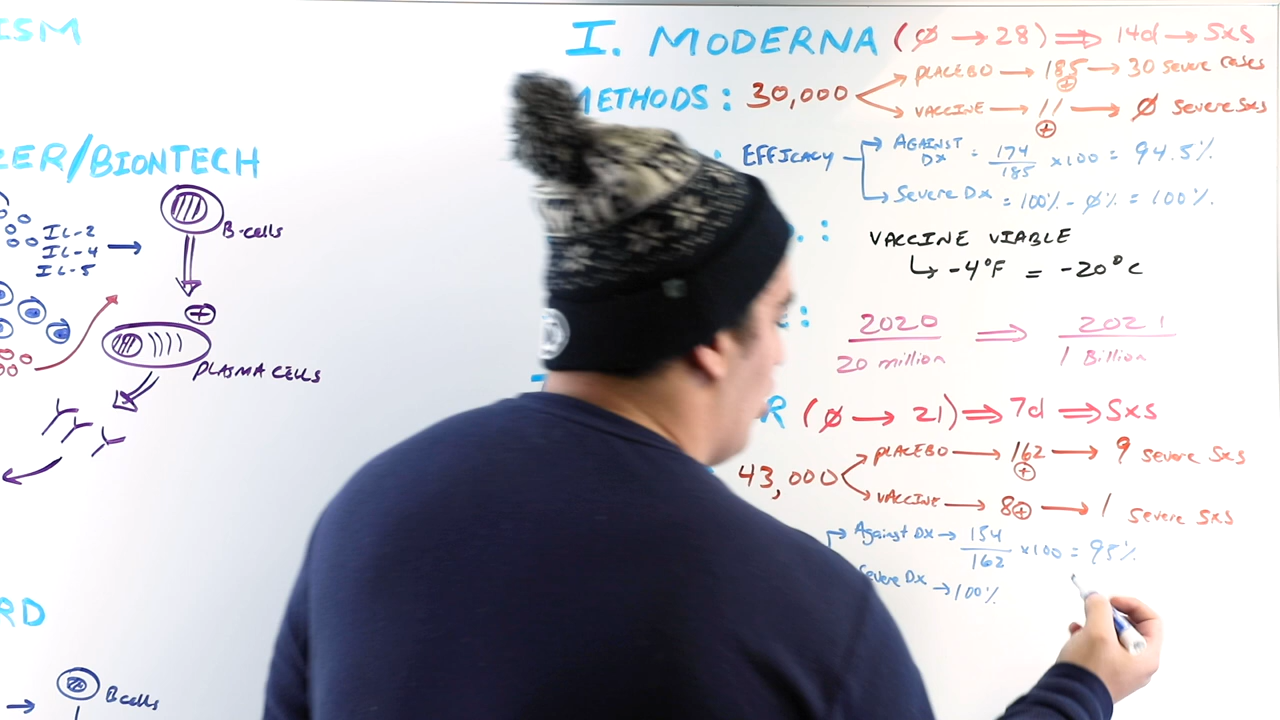 ISM
ZER/BIONTECH
IL-2
IL-4
IL-5
B-cells
+
PLASMA CELLS
RD
Bcells
I. MODERNA (∅ → 28) ⇒ 14d → SxS
METHODS: 30,000
PLACEBO → 185 → 30 severe cases
+
VACCINE → 11 → ∅ severe SxS
+
: EFFICACY
AGAINST DX = 174/185 x100 = 94.5%
Severe DX = 100% - ∅% = 100%
.: VACCINE VIABLE
↳ -4°F = -20°C
: 2020 ⇒ 2021
20 million 1 Billion
R (∅ → 21) ⇒ 7d ⇒ SxS
43,000
PLACEBO → 162 → 9 severe SxS
+
VACCINE → 8 + → 1 severe SxS
Against DX → 154/162 x100 = 95%
Severe DX → 100%